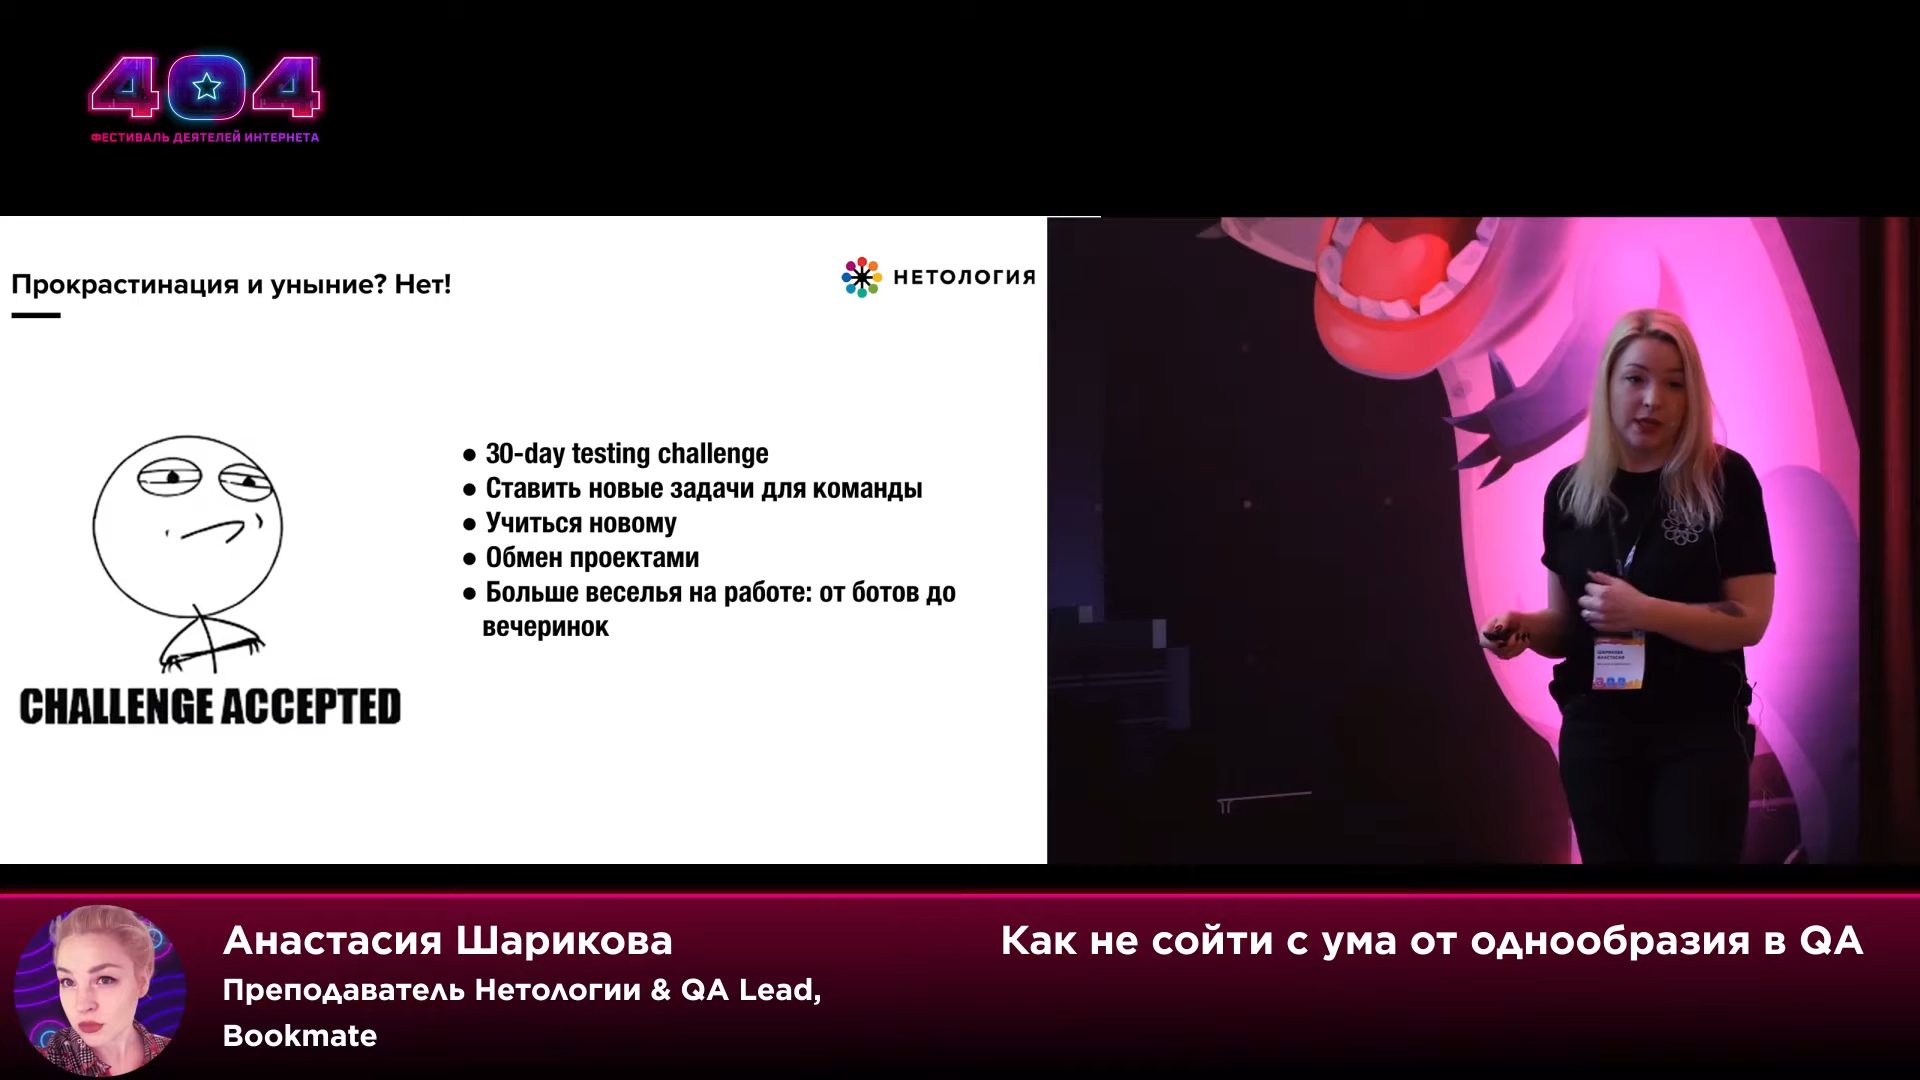 404
ФЕСТИВАЛЬ ДЕЯТЕЛЕЙ ИНТЕРНЕТА
Прокрастинация и уныние? Нет!
НЕТОЛОГИЯ
● 30-day testing challenge
● Ставить новые задачи для команды
● Учиться новому
● Обмен проектами
● Больше веселья на работе: от ботов до
вечеринок
CHALLENGE ACCEPTED
ШАРИКОВА
АНАСТАСИЯ
Анастасия Шарикова
Преподаватель Нетологии & QA Lead,
Bookmate
Как не сойти с ума от однообразия в QA